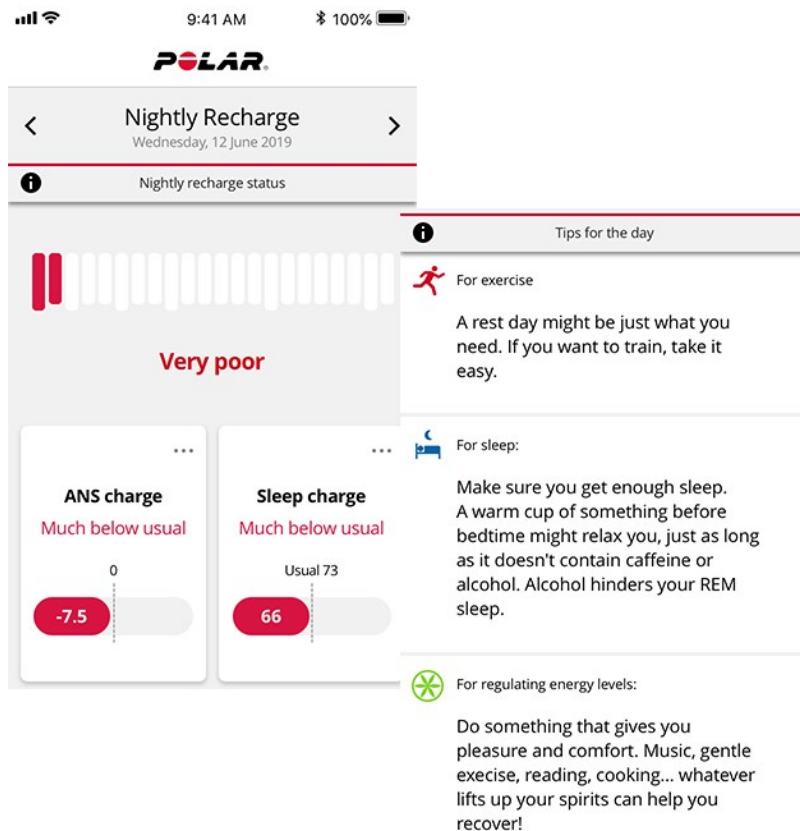 9:41 AM
100%
POLAR
Nightly Recharge
Wednesday, 12 June 2019
Nightly recharge status
Very poor
ANS charge
Much below usual
0
-7.5
Sleep charge
Much below usual
Usual 73
66
Tips for the day
For exercise
A rest day might be just what you
need. If you want to train, take it
easy.
For sleep:
Make sure you get enough sleep.
A warm cup of something before
bedtime might relax you, just as long
as it doesn't contain caffeine or
alcohol. Alcohol hinders your REM
sleep.
For regulating energy levels:
Do something that gives you
pleasure and comfort. Music, gentle
execise, reading, cooking... whatever
lifts up your spirits can help you
recover!